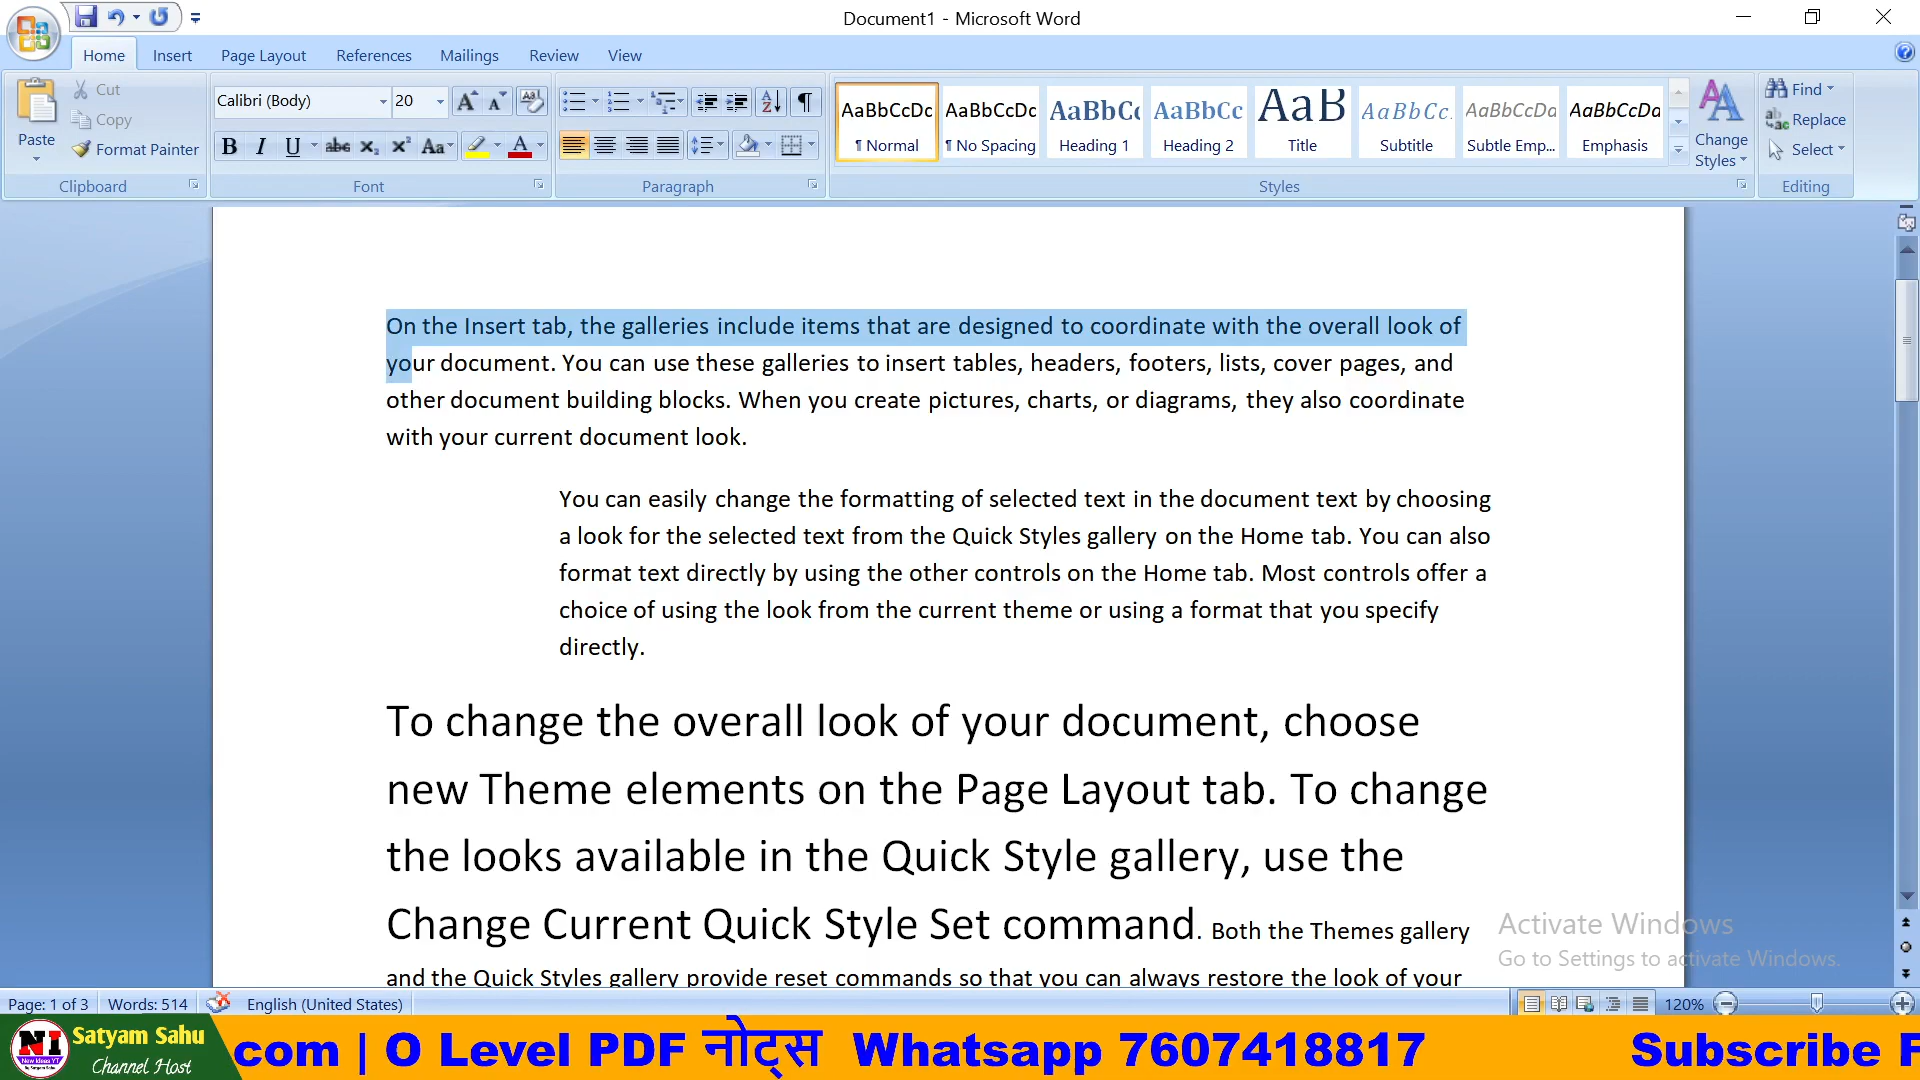 Document1 - Microsoft Word
Home Insert Page Layout References Mailings Review View
Calibri (Body) 20
Paste
Cut
Copy
Format Painter
AaBbCcDc AaBbCcDc AaBbC AaBbCc AaB AaBbCc. AaBbCcDa AaBbCcDa
¶ Normal ¶ No Spacing Heading 1 Heading 2 Title Subtitle Subtle Emp... Emphasis
Change Styles
Find
Replace
Select
Clipboard Font Paragraph Styles Editing
On the Insert tab, the galleries include items that are designed to coordinate with the overall look of
your document. You can use these galleries to insert tables, headers, footers, lists, cover pages, and
other document building blocks. When you create pictures, charts, or diagrams, they also coordinate
with your current document look.
You can easily change the formatting of selected text in the document text by choosing
a look for the selected text from the Quick Styles gallery on the Home tab. You can also
format text directly by using the other controls on the Home tab. Most controls offer a
choice of using the look from the current theme or using a format that you specify
directly.
To change the overall look of your document, choose
new Theme elements on the Page Layout tab. To change
the looks available in the Quick Style gallery, use the
Change Current Quick Style Set command. Both the Themes gallery
and the Quick Styles gallery provide reset commands so that you can always restore the look of your
Activate Windows
Go to Settings to activate Windows.
Page: 1 of 3 Words: 514 English (United States) 120%
Satyam Sahu
Channel Host
com | O Level PDF नोट्स Whatsapp 7607418817 Subscribe F